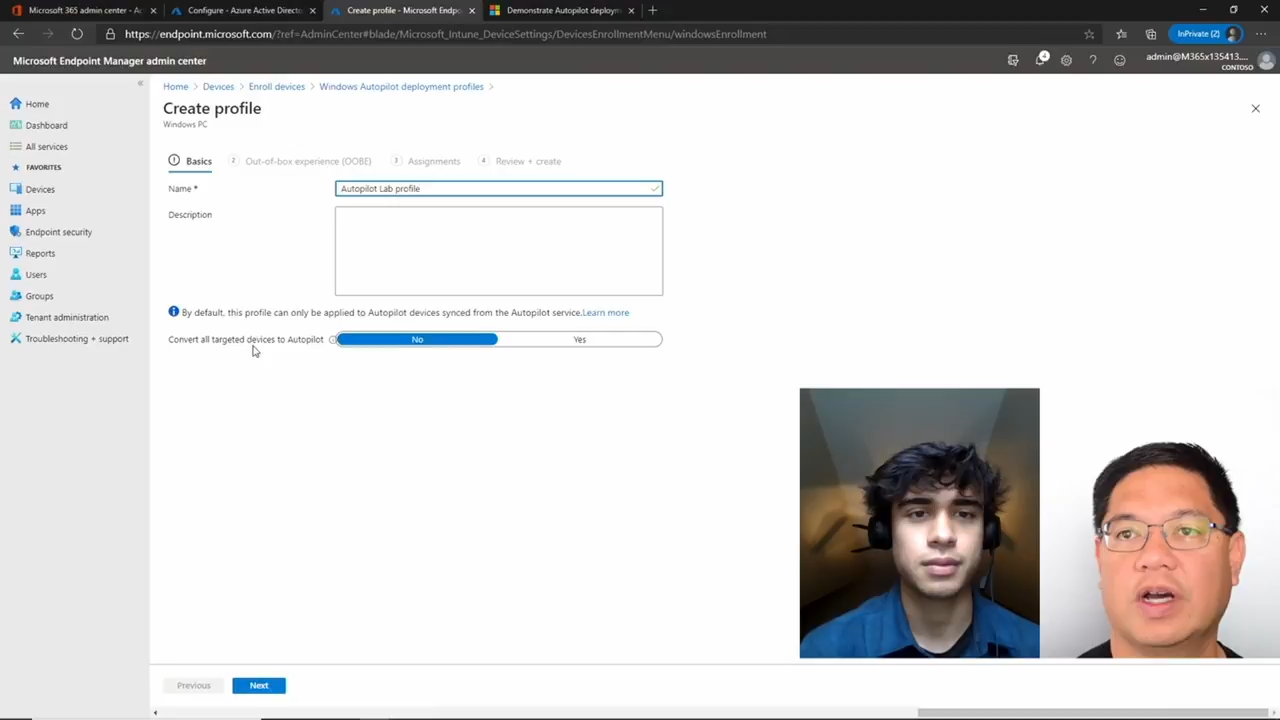 Microsoft 365 admin center - Ac
Configure - Azure Active Directo
Create profile - Microsoft Endpo
Demonstrate Autopilot deploym
https://endpoint.microsoft.com/?ref=AdminCenter#blade/Microsoft_Intune_DeviceSettings/DevicesEnrollmentMenu/windowsEnrollment
InPrivate (2)
Microsoft Endpoint Manager admin center
4
admin@M365x135413....
CONTOSO
Home
Dashboard
All services
FAVORITES
Devices
Apps
Endpoint security
Reports
Users
Groups
Tenant administration
Troubleshooting + support
Home > Devices > Enroll devices > Windows Autopilot deployment profiles >
Create profile
Windows PC
Basics
2 Out-of-box experience (OOBE)
3 Assignments
4 Review + create
Name *
Autopilot Lab profile
Description
By default, this profile can only be applied to Autopilot devices synced from the Autopilot service.Learn more
Convert all targeted devices to Autopilot
No
Yes
Previous
Next